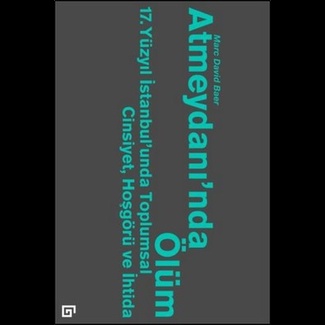 Marc David Baer
Atmeydanı'nda
Ölüm
17. Yüzyıl İstanbul'unda Toplumsal
Cinsiyet, Hoşgörü ve İhtida